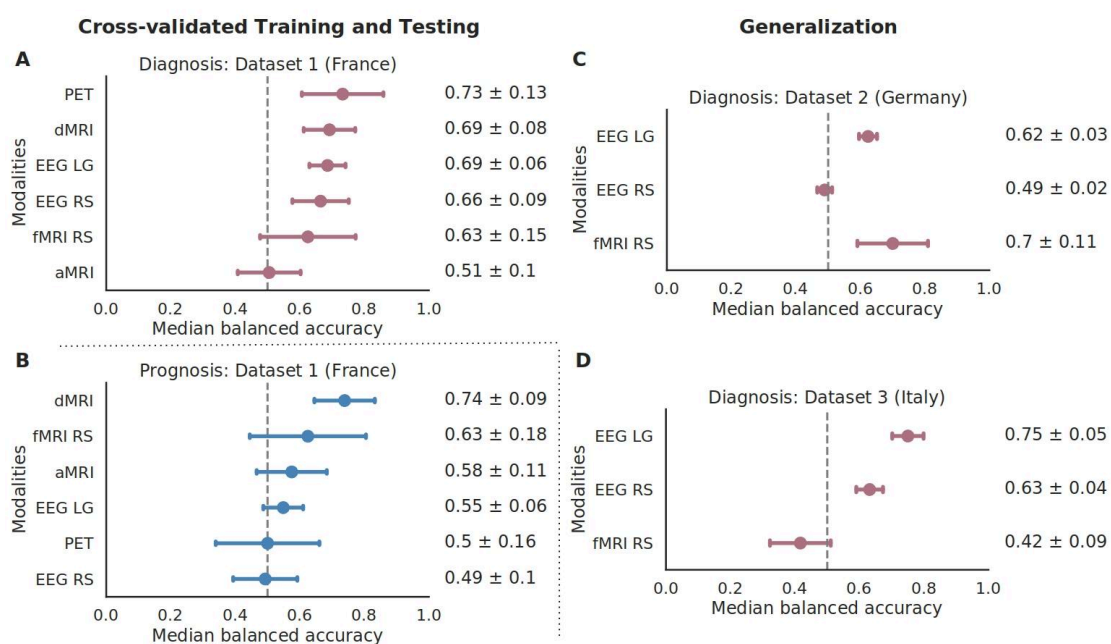 Cross-validated Training and Testing
A
Diagnosis: Dataset 1 (France)
Modalities
PET 0.73 ± 0.13
dMRI 0.69 ± 0.08
EEG LG 0.69 ± 0.06
EEG RS 0.66 ± 0.09
fMRI RS 0.63 ± 0.15
aMRI 0.51 ± 0.1
0.0 0.2 0.4 0.6 0.8 1.0
Median balanced accuracy
B
Prognosis: Dataset 1 (France)
Modalities
dMRI 0.74 ± 0.09
fMRI RS 0.63 ± 0.18
aMRI 0.58 ± 0.11
EEG LG 0.55 ± 0.06
PET 0.5 ± 0.16
EEG RS 0.49 ± 0.1
0.0 0.2 0.4 0.6 0.8 1.0
Median balanced accuracy
Generalization
C
Diagnosis: Dataset 2 (Germany)
Modalities
EEG LG 0.62 ± 0.03
EEG RS 0.49 ± 0.02
fMRI RS 0.7 ± 0.11
0.0 0.2 0.4 0.6 0.8 1.0
Median balanced accuracy
D
Diagnosis: Dataset 3 (Italy)
Modalities
EEG LG 0.75 ± 0.05
EEG RS 0.63 ± 0.04
fMRI RS 0.42 ± 0.09
0.0 0.2 0.4 0.6 0.8 1.0
Median balanced accuracy